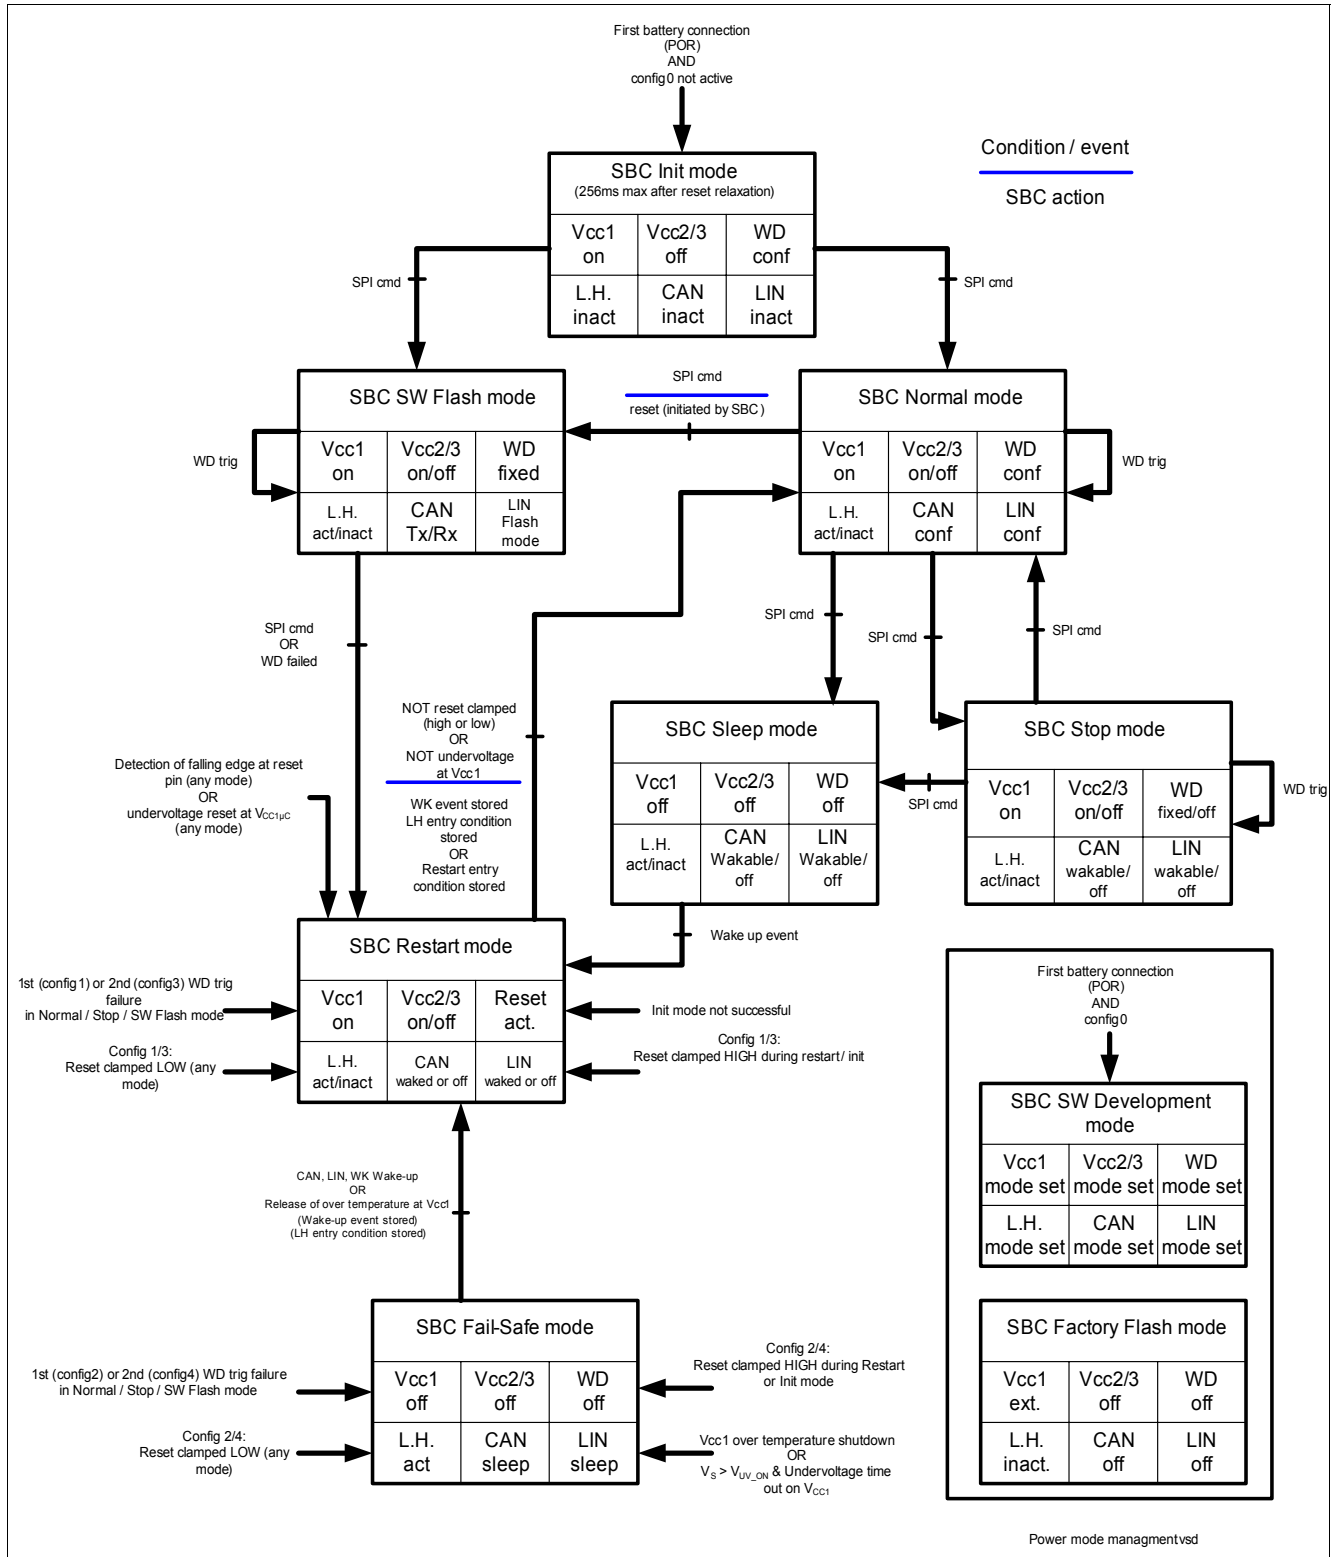 First battery connection
(POR)
AND
config0 not active
Condition / event
SBC action
SBC Init mode
(256ms max after reset relaxation)
Vcc1 Vcc2/3 WD
on off conf
L.H. CAN LIN
inact inact inact
SPI cmd
SPI cmd
SBC SW Flash mode
Vcc1 Vcc2/3 WD
on on/off fixed
L.H. CAN LIN
act/inact Tx/Rx Flash
mode
WD trig
SPI cmd
reset (initiated by SBC)
SBC Normal mode
Vcc1 Vcc2/3 WD
on on/off conf
L.H. CAN LIN
act/inact conf conf
WD trig
SPI cmd
OR
WD failed
SPI cmd
SPI cmd
SPI cmd
NOT reset clamped
(high or low)
OR
NOT undervoltage
at Vcc1
WK event stored
LH entry condition
stored
OR
Restart entry
condition stored
Detection of falling edge at reset
pin (any mode)
OR
undervoltage reset at VCC1µC
(any mode)
SBC Sleep mode
Vcc1 Vcc2/3 WD
off off off
L.H. CAN LIN
act/inact Wakable/ Wakable/
off off
SPI cmd
SBC Stop mode
Vcc1 Vcc2/3 WD
on on/off fixed/off
L.H. CAN LIN
act/inact wakable/ wakable/
off off
WD trig
Wake up event
SBC Restart mode
Vcc1 Vcc2/3 Reset
on on/off act.
L.H. CAN LIN
act/inact waked or off waked or off
1st (config1) or 2nd (config3) WD trig
failure
in Normal / Stop / SW Flash mode
Config 1/3:
Reset clamped LOW (any
mode)
Init mode not successful
Config 1/3:
Reset clamped HIGH during restart/ init
CAN, LIN, WK Wake-up
OR
Release of over temperature at Vcc1
(Wake-up event stored)
(LH entry condition stored)
SBC Fail-Safe mode
Vcc1 Vcc2/3 WD
off off off
L.H. CAN LIN
act sleep sleep
1st (config2) or 2nd (config4) WD trig failure
in Normal / Stop / SW Flash mode
Config 2/4:
Reset clamped LOW (any
mode)
Config 2/4:
Reset clamped HIGH during Restart
or Init mode
Vcc1 over temperature shutdown
OR
VS > VUV_ON & Undervoltage time
out on VCC1
First battery connection
(POR)
AND
config0
SBC SW Development
mode
Vcc1 Vcc2/3 WD
mode set mode set mode set
L.H. CAN LIN
mode set mode set mode set
SBC Factory Flash mode
Vcc1 Vcc2/3 WD
ext. off off
L.H. CAN LIN
inact. off off
Power mode managmentvsd